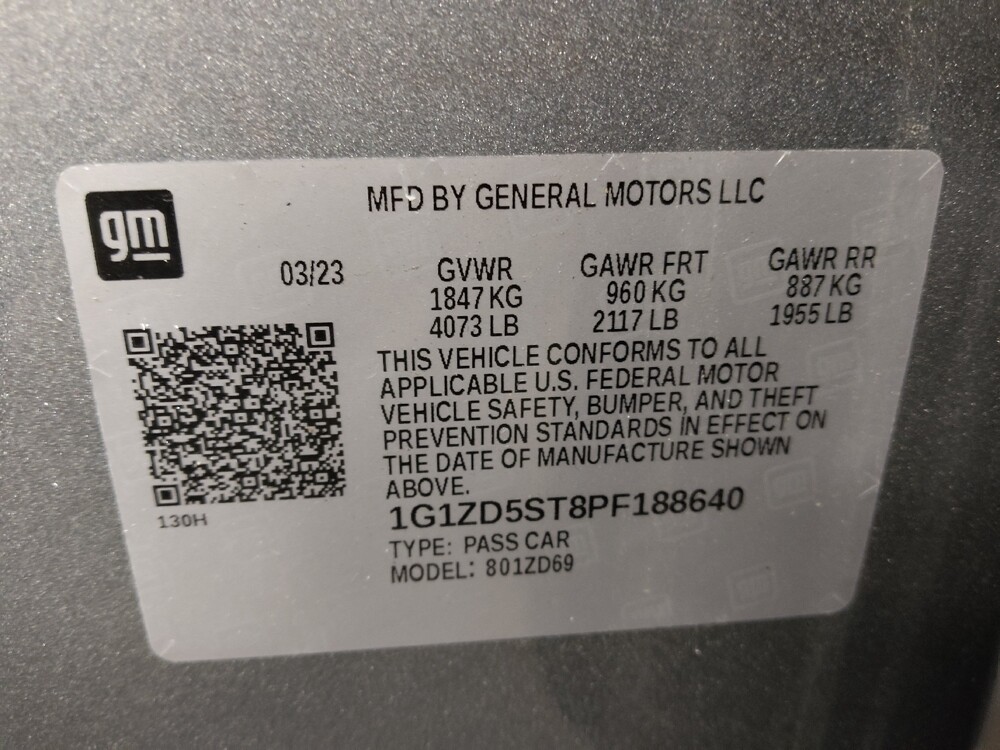 gm
MFD BY GENERAL MOTORS LLC
03/23 GVWR GAWR FRT GAWR RR
1847 KG 960 KG 887 KG
4073 LB 2117 LB 1955 LB
THIS VEHICLE CONFORMS TO ALL
APPLICABLE U.S. FEDERAL MOTOR
VEHICLE SAFETY, BUMPER, AND THEFT
PREVENTION STANDARDS IN EFFECT ON
THE DATE OF MANUFACTURE SHOWN
ABOVE.
130H
1G1ZD5ST8PF188640
TYPE: PASS CAR
MODEL: 801ZD69